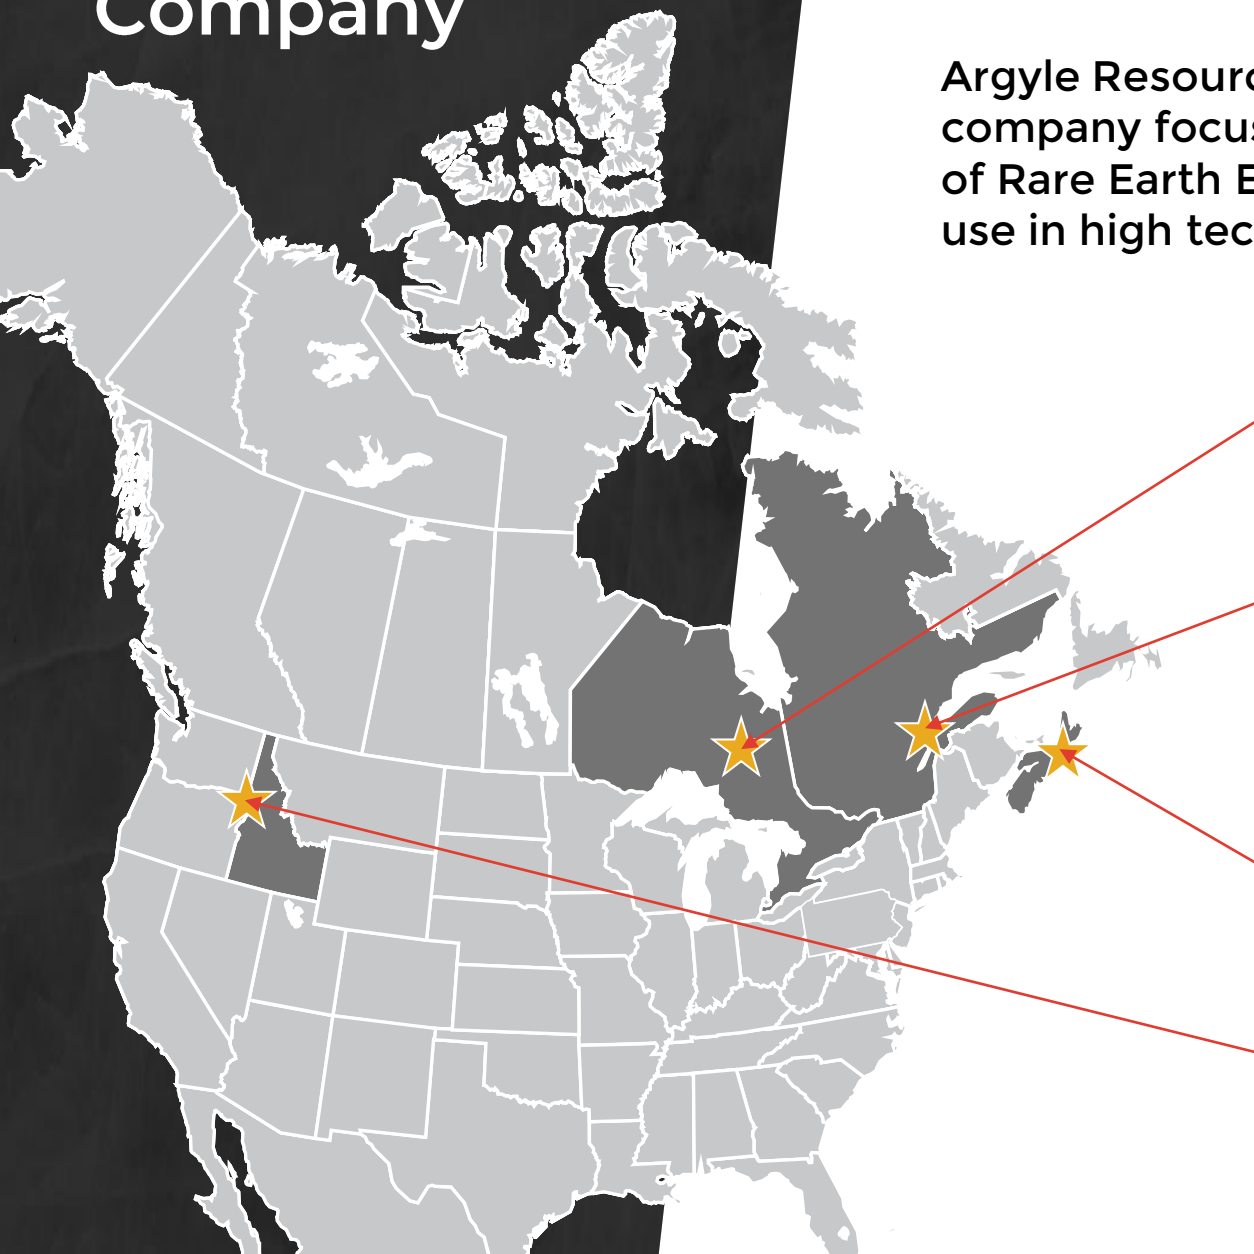 Company
Argyle Resourc
company focus
of Rare Earth E
use in high tec